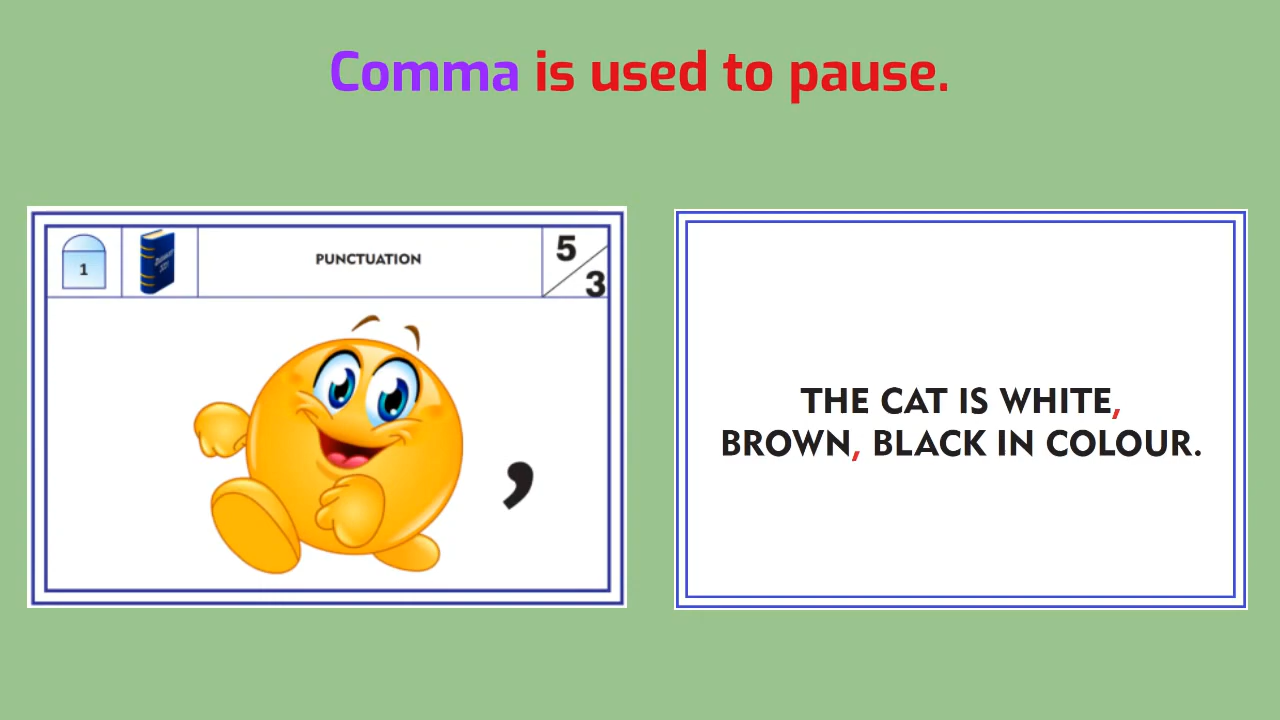 Comma is used to pause.
1
PUNCTUATION
5
3
,
THE CAT IS WHITE,
BROWN, BLACK IN COLOUR.